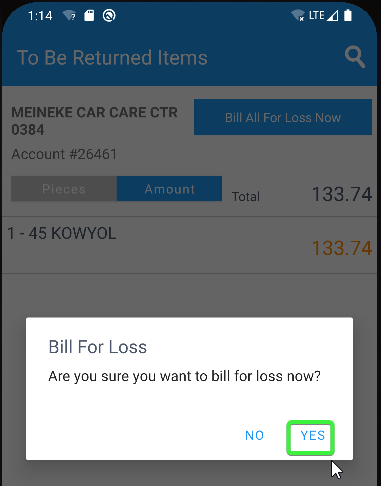 1:14
LTE
To Be Returned Items
MEINEKE CAR CARE CTR
0384
Bill All For Loss Now
Account #26461
Pieces
Amount
Total
133.74
1 - 45 KOWYOL
133.74
Bill For Loss
Are you sure you want to bill for loss now?
NO
YES